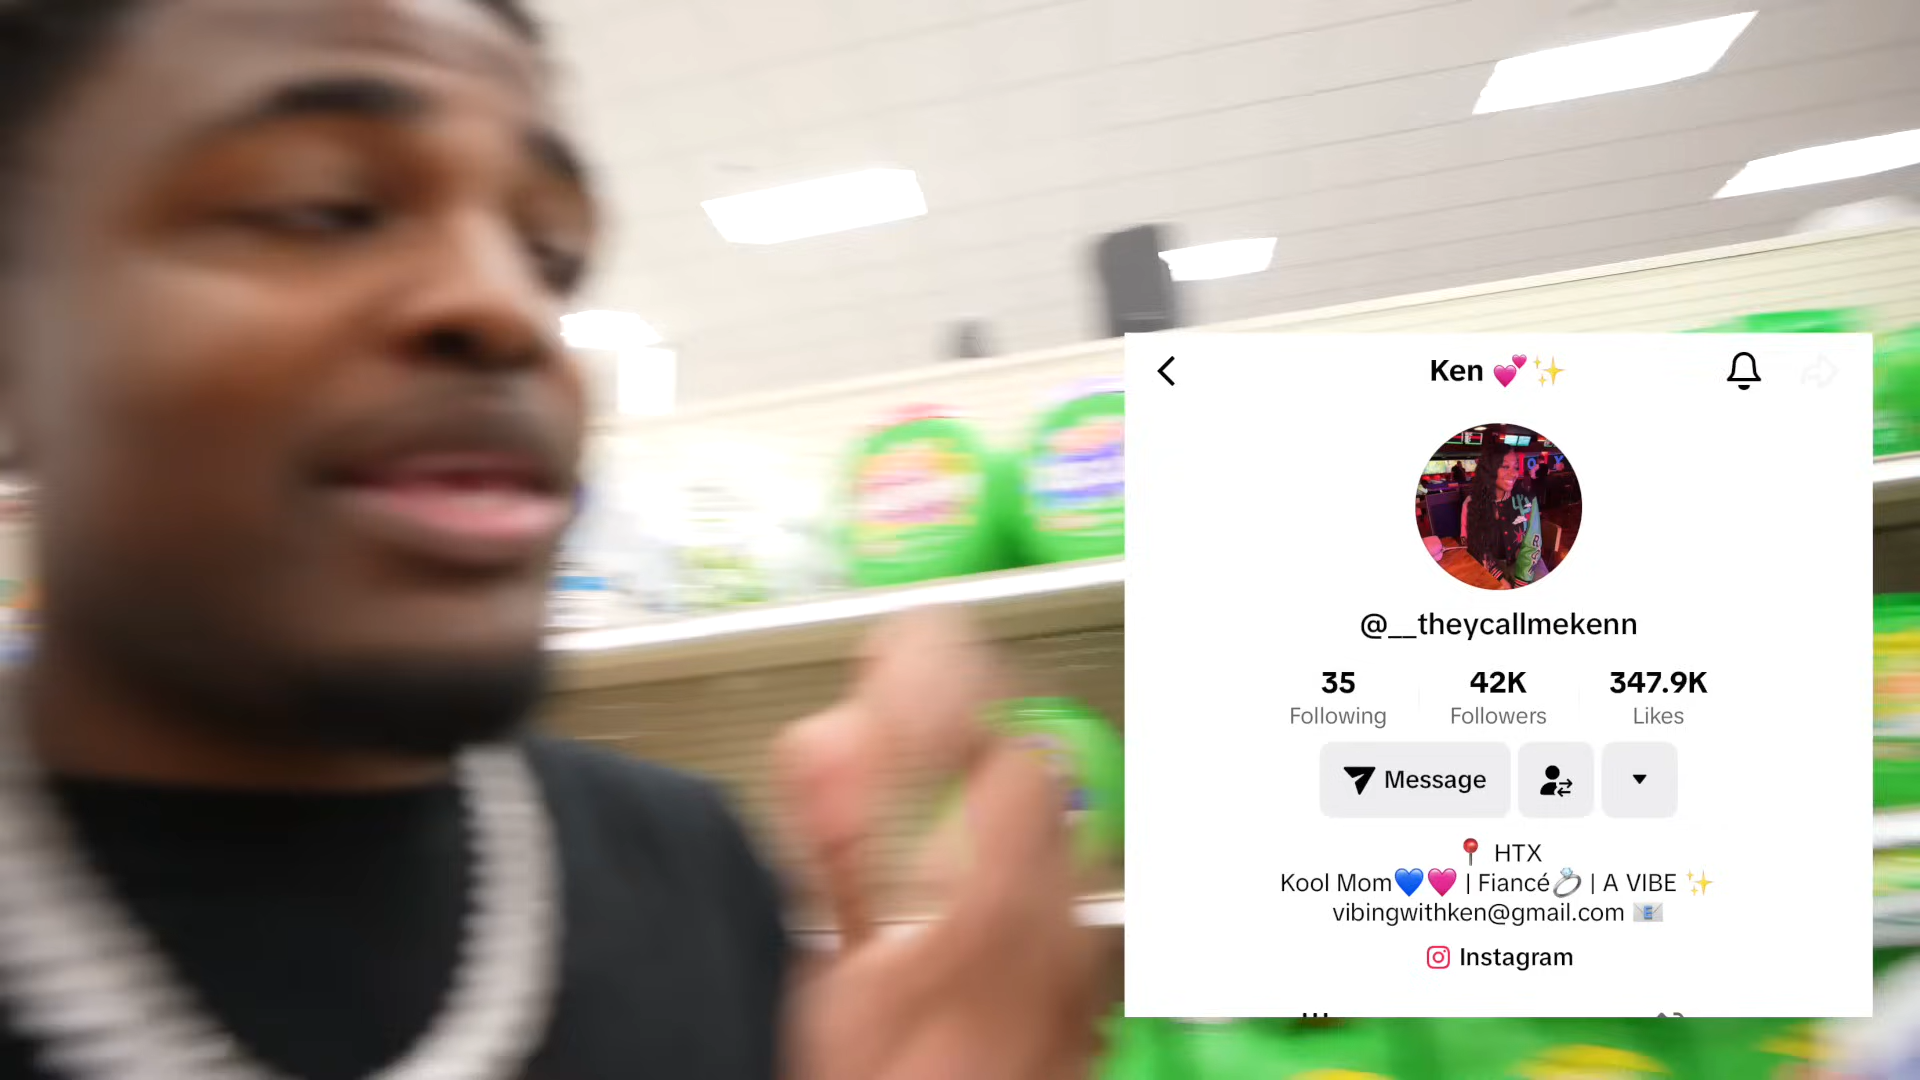 Ken 💕✨
@__theycallmekenn
35 42K 347.9K
Following Followers Likes
Message
📍 HTX
Kool Mom💙🩷 | Fiancé💍 | A VIBE ✨
vibingwithken@gmail.com 📧
Instagram